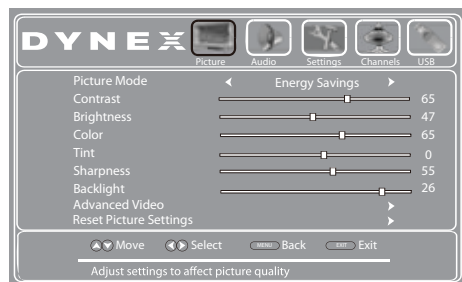 DYNEX
Picture Audio Settings Channels USB
Picture Mode Energy Savings
Contrast 65
Brightness 47
Color 65
Tint 0
Sharpness 55
Backlight 26
Advanced Video
Reset Picture Settings
Move Select MENU Back EXIT Exit
Adjust settings to affect picture quality